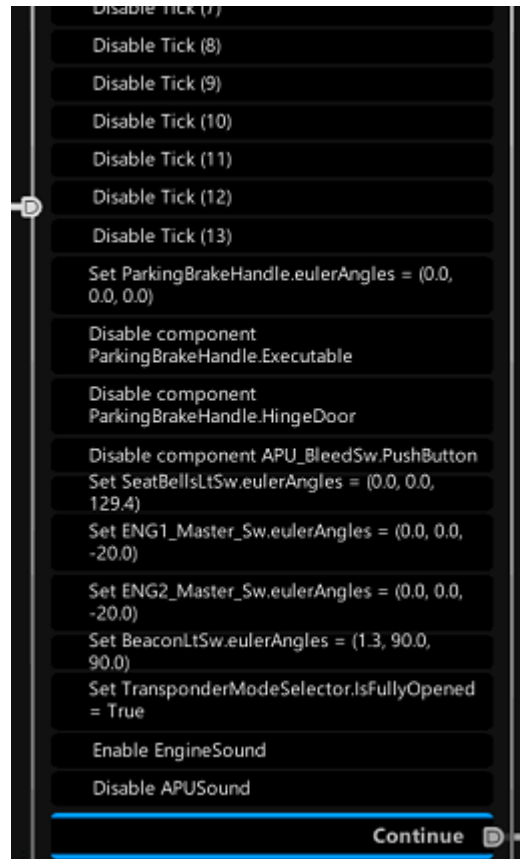 Disable Tick (7)
Disable Tick (8)
Disable Tick (9)
Disable Tick (10)
Disable Tick (11)
Disable Tick (12)
Disable Tick (13)
Set ParkingBrakeHandle.eulerAngles = (0.0,
0.0, 0.0)
Disable component
ParkingBrakeHandle.Executable
Disable component
ParkingBrakeHandle.HingeDoor
Disable component APU_BleedSw.PushButton
Set SeatBellsLtSw.eulerAngles = (0.0, 0.0,
129.4)
Set ENG1_Master_Sw.eulerAngles = (0.0, 0.0,
-20.0)
Set ENG2_Master_Sw.eulerAngles = (0.0, 0.0,
-20.0)
Set BeaconLtSw.eulerAngles = (1.3, 90.0,
90.0)
Set TransponderModeSelector.IsFullyOpened
= True
Enable EngineSound
Disable APUSound
Continue